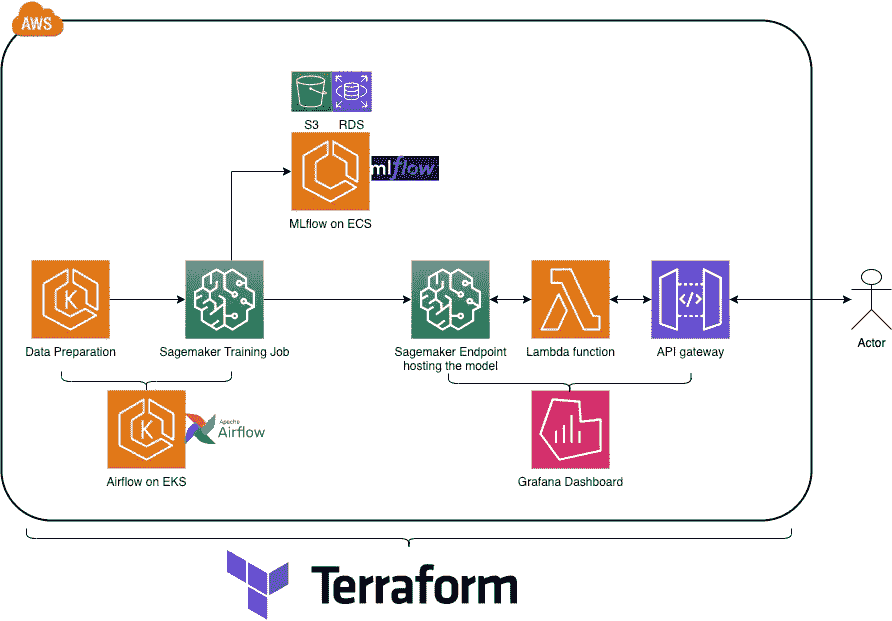 AWS
S3 RDS
mlflow
MLflow on ECS
K
Data Preparation
Sagemaker Training Job
Sagemaker Endpoint
hosting the model
Lambda function
</>
API gateway
Actor
K
Apache
Airflow
Airflow on EKS
Grafana Dashboard
Terraform